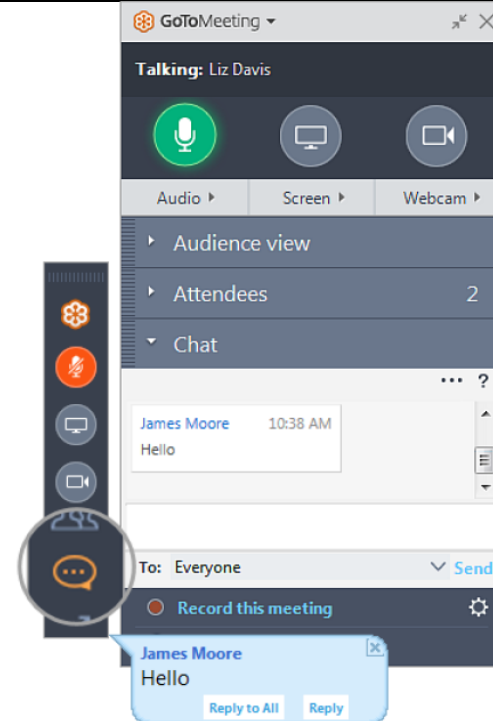 GoToMeeting
Talking: Liz Davis
Audio Screen Webcam
Audience view
Attendees 2
Chat
... ?
James Moore 10:38 AM
Hello
To: Everyone Send
Record this meeting
James Moore
Hello
Reply to All Reply